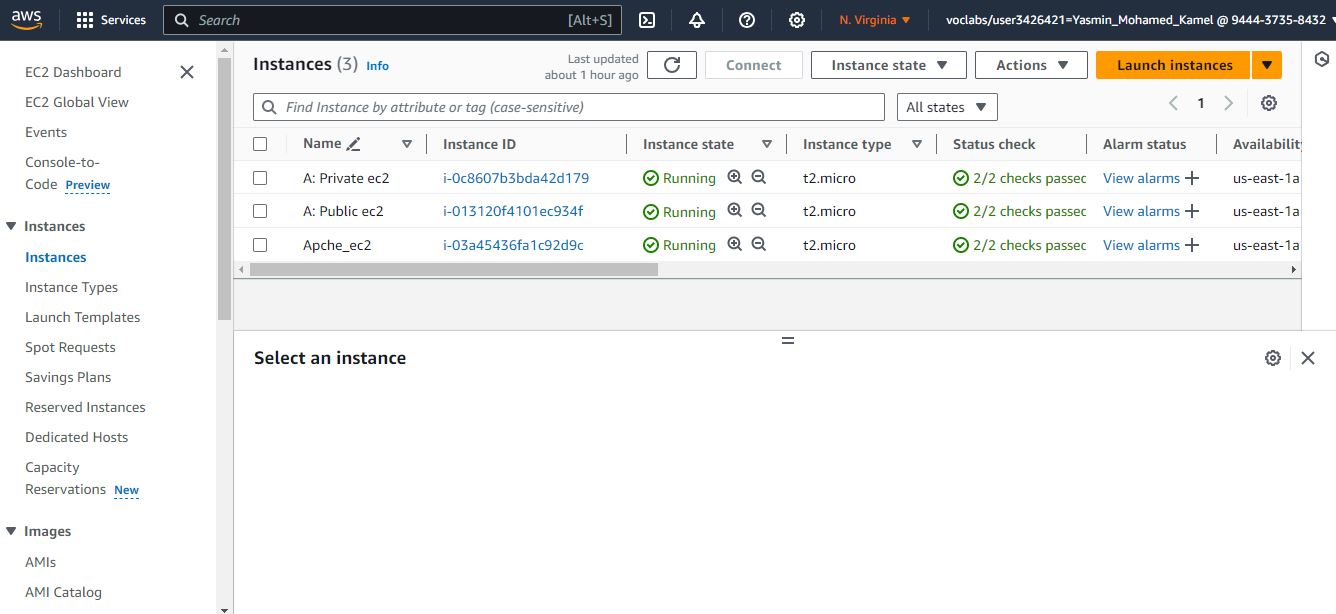 aws
Services
Search [Alt+S]
N. Virginia
voclabs/user3426421=Yasmin_Mohamed_Kamel @ 9444-3735-8432
EC2 Dashboard
EC2 Global View
Events
Console-to-
Code Preview
Instances
Instances
Instance Types
Launch Templates
Spot Requests
Savings Plans
Reserved Instances
Dedicated Hosts
Capacity
Reservations New
Images
AMIs
AMI Catalog
Instances (3) Info
Last updated
about 1 hour ago
Connect
Instance state
Actions
Launch instances
Find Instance by attribute or tag (case-sensitive)
All states
1
Name Instance ID Instance state Instance type Status check Alarm status Availability
A: Private ec2 i-0c8607b3bda42d179 Running t2.micro 2/2 checks passed View alarms + us-east-1a
A: Public ec2 i-013120f4101ec934f Running t2.micro 2/2 checks passed View alarms + us-east-1a
Apche_ec2 i-03a45436fa1c92d9c Running t2.micro 2/2 checks passed View alarms + us-east-1a
Select an instance